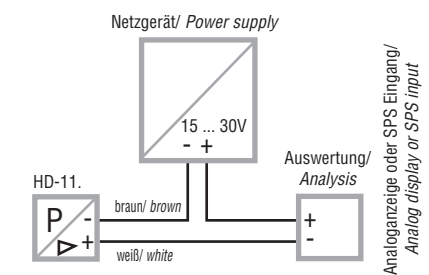 Netzgerät/ Power supply
15 ... 30V
- +
Auswertung/
Analysis
Analoganzeige oder SPS Eingang/
Analog display or SPS input
HD-11.
P
-
+
braun/ brown
weiß/ white
+
-